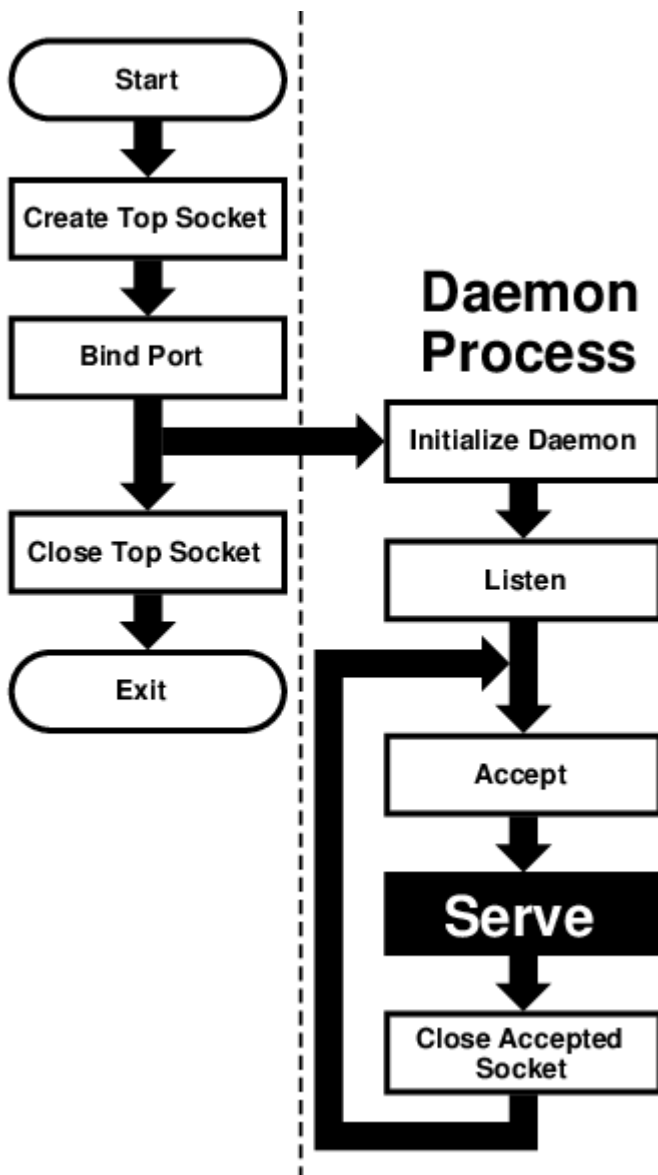 Start
Create Top Socket
Bind Port
Close Top Socket
Exit
Daemon
Process
Initialize Daemon
Listen
Accept
Serve
Close Accepted
Socket